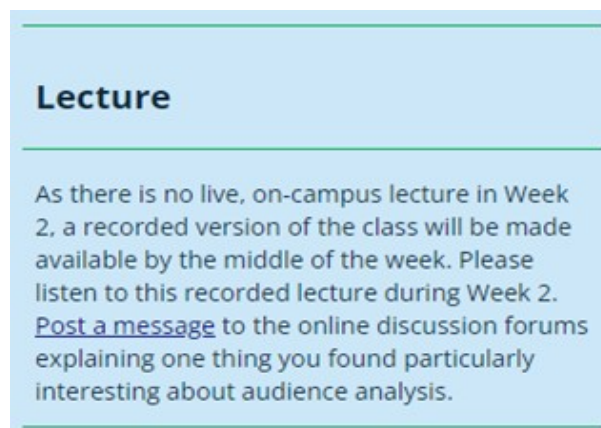 Lecture
As there is no live, on-campus lecture in Week
2, a recorded version of the class will be made
available by the middle of the week. Please
listen to this recorded lecture during Week 2.
Post a message to the online discussion forums
explaining one thing you found particularly
interesting about audience analysis.